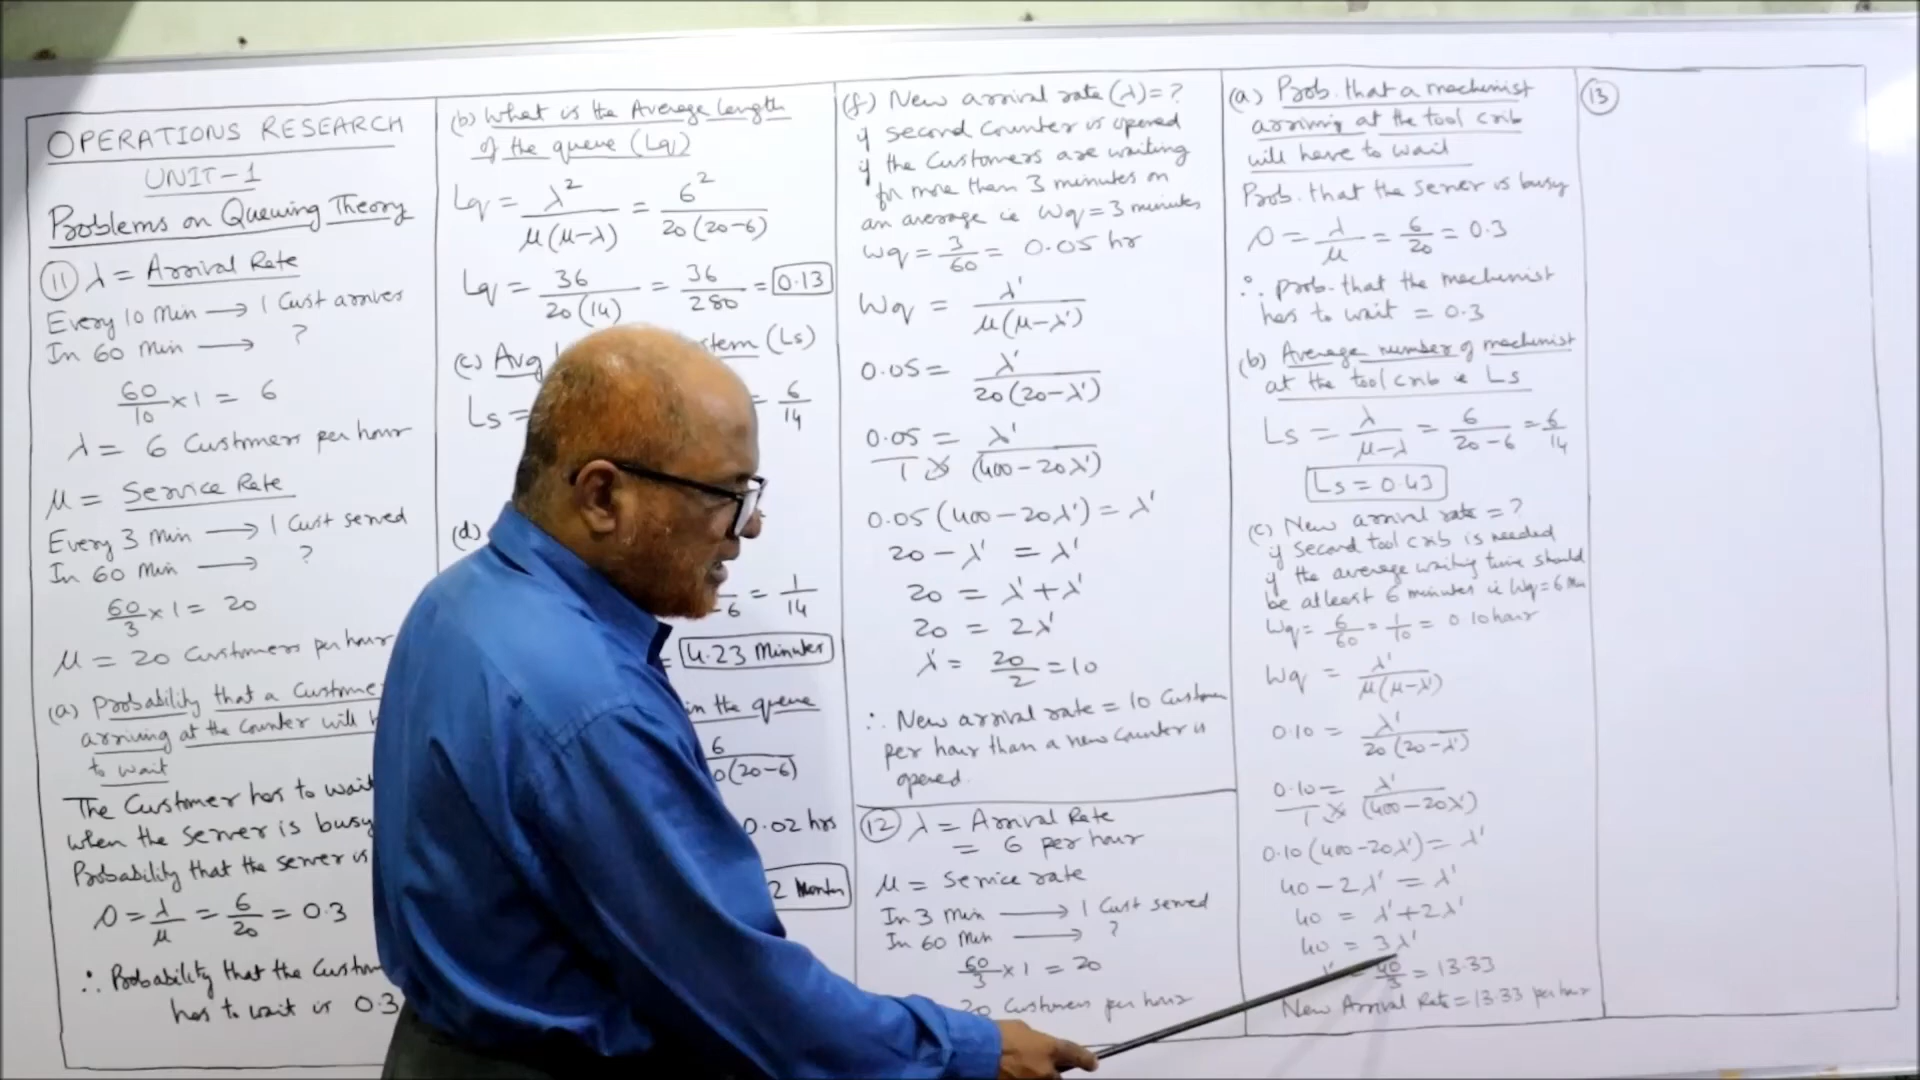 OPERATIONS RESEARCH
UNIT-1
Problems on Queuing Theory
(11) λ = Arrival Rate
Every 10 Min → 1 Cust arrives
In 60 Min → ?
60/10 × 1 = 6
λ = 6 Customers per hour
μ = Service Rate
Every 3 Min → 1 Cust served
In 60 Min → ?
60/3 × 1 = 20
μ = 20 Customers per hour
(a) Probability that a Custome
arriving at the Counter will
to wait
The Customer has to wait
when the server is busy
Probability that the server is
ρ = λ/μ = 6/20 = 0.3
∴ Probability that the Custom
has to wait is 0.3
(b) What is the Average length
of the queue (Lq)
Lq = λ²/μ(μ-λ) = 6²/20(20-6)
Lq = 36/20(14) = 36/280 = 0.13
(c) Avg tem (Ls)
Ls = = 6/14
(d)
-6 = 1/14
= 4.23 Minutes
in the queue
6/0(20-6)
0.02 hrs
2 Minutes
(f) New arrival rate (λ) = ?
if second Counter is opened
if the Customers are waiting
for more than 3 minutes on
an average ie Wq = 3 minutes
Wq = 3/60 = 0.05 hr
Wq = λ'/μ(μ-λ')
0.05 = λ'/20(20-λ')
0.05/1 = λ'/(400-20λ')
0.05(400-20λ') = λ'
20 - λ' = λ'
20 = λ' + λ'
20 = 2λ'
λ' = 20/2 = 10
∴ New arrival rate = 10 Custom
per hour than a new Counter is
opened.
(12) λ = Arrival Rate
= 6 per hour
μ = Service rate
In 3 Min → 1 Cust served
In 60 Min → ?
60/3 × 1 = 20
20 Customers per hour
(a) Prob. that a machinist
arriving at the tool crib
will have to wait
Prob. that the server is busy
ρ = λ/μ = 6/20 = 0.3
∴ prob. that the machinist
has to wait = 0.3
(b) Average number of machinist
at the tool crib ie Ls
Ls = λ/μ-λ = 6/20-6 = 6/14
Ls = 0.43
(c) New arrival rate = ?
if second tool crib is needed
if the average waiting time should
be atleast 6 minutes ie Wq = 6 Min
Wq = 6/60 = 1/10 = 0.10 hour
Wq = λ'/μ(μ-λ')
0.10 = λ'/20(20-λ')
0.10/1 = λ'/(400-20λ')
0.10(400-20λ') = λ'
40 - 2λ' = λ'
40 = λ' + 2λ'
40 = 3λ'
λ' = 40/3 = 13.33
New Arrival Rate = 13.33 per hour
(13)